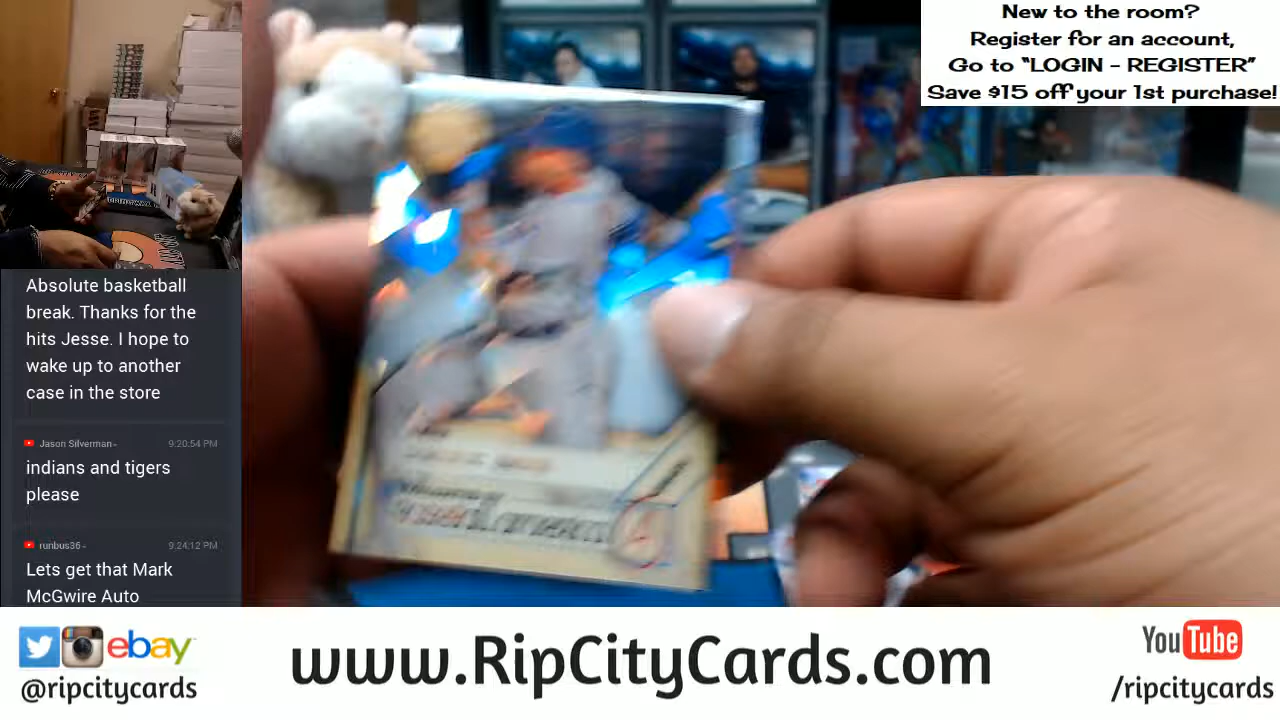 New to the room?
Register for an account,
Go to "LOGIN - REGISTER"
Save $15 off your 1st purchase!
Absolute basketball
break. Thanks for the
hits Jesse. I hope to
wake up to another
case in the store
Jason Silverman
9:20:54 PM
indians and tigers
please
runbus36
9:24:12 PM
Lets get that Mark
McGwire Auto
ebay
@ripcitycards
www.RipCityCards.com
YouTube
/ripcitycards